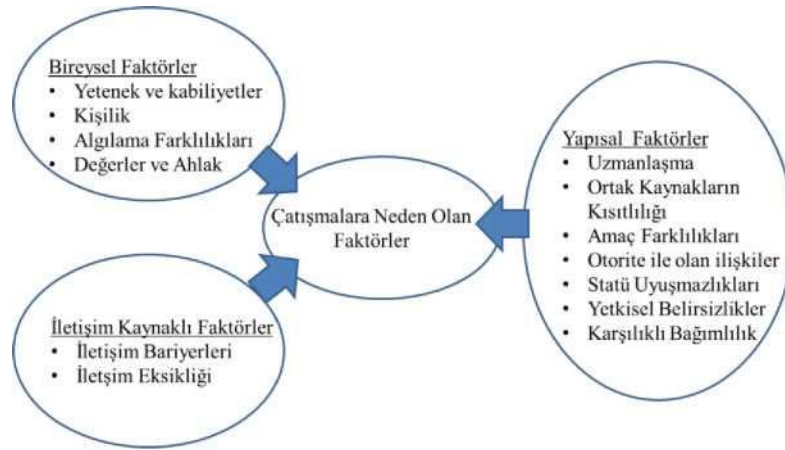 Bireysel Faktörler
• Yetenek ve kabiliyetler
• Kişilik
• Algılama Farklılıkları
• Değerler ve Ahlak
Çatışmalara Neden Olan
Faktörler
İletişim Kaynaklı Faktörler
• İletişim Bariyerleri
• İletşim Eksikliği
Yapısal Faktörler
• Uzmanlaşma
• Ortak Kaynakların
Kısıtlılığı
• Amaç Farklılıkları
• Otorite ile olan ilişkiler
• Statü Uyuşmazlıkları
• Yetkisel Belirsizlikler
• Karşılıklı Bağımlılık